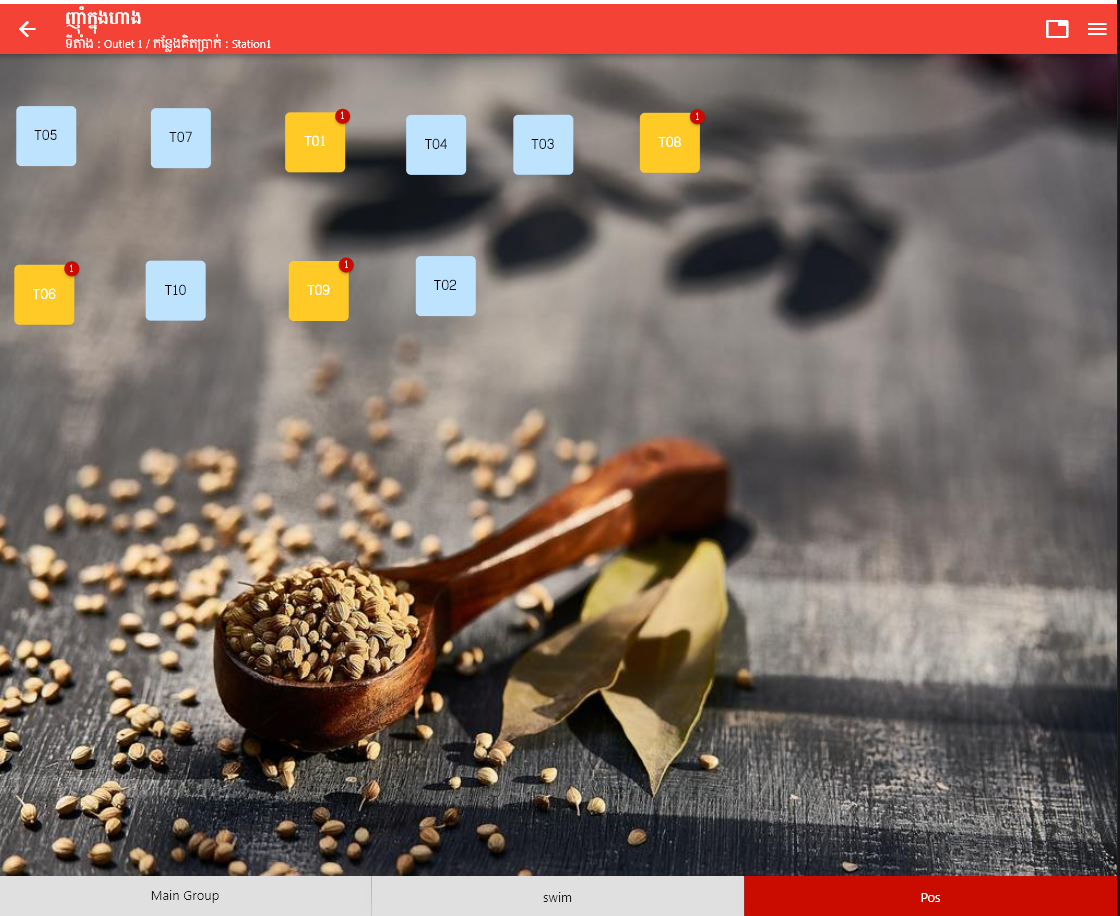 ញ៉ាំក្នុងហាង
ទីតាំង : Outlet 1 / កន្លែងគិតប្រាក់ : Station1
T05
T07
T01
1
T04
T03
T08
1
T06
1
T10
T09
1
T02
Main Group
swim
Pos